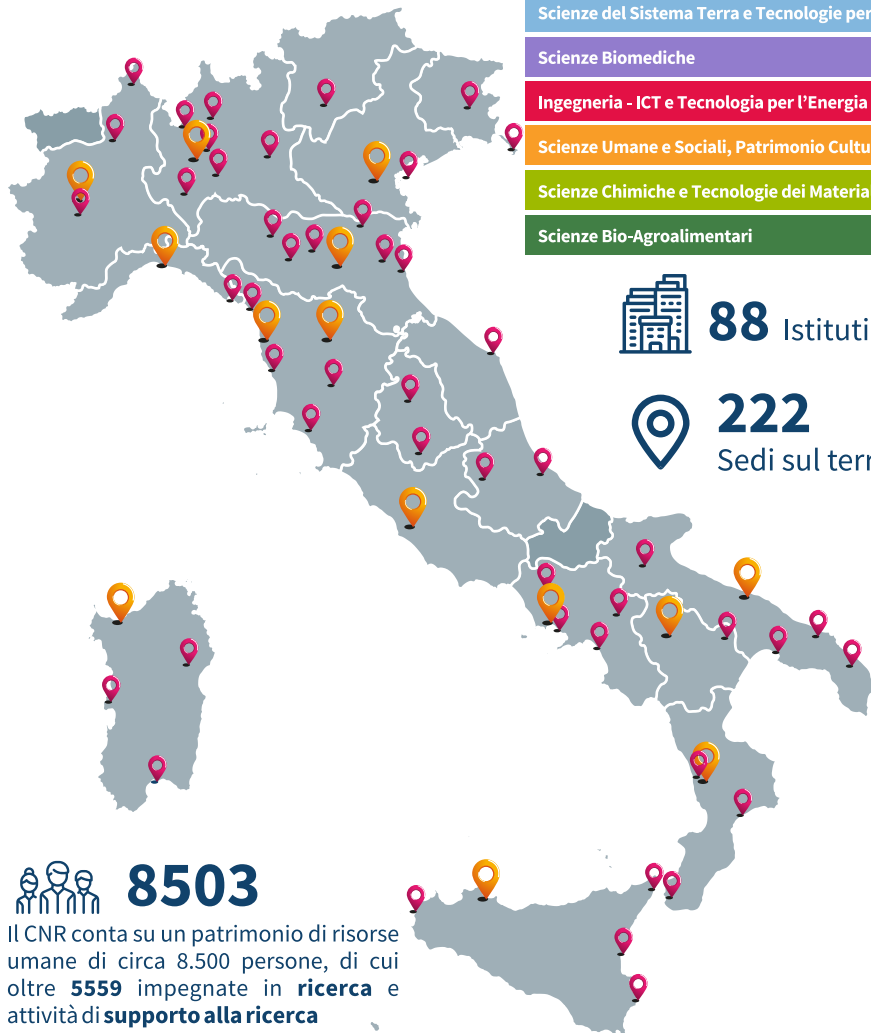 Scienze del Sistema Terra e Tecnologie per
Scienze Biomediche
Ingegneria - ICT e Tecnologia per l'Energia
Scienze Umane e Sociali, Patrimonio Cultu
Scienze Chimiche e Tecnologie dei Materia
Scienze Bio-Agroalimentari
88 Istituti
222
Sedi sul terr
8503
Il CNR conta su un patrimonio di risorse
umane di circa 8.500 persone, di cui
oltre 5559 impegnate in ricerca e
attività di supporto alla ricerca